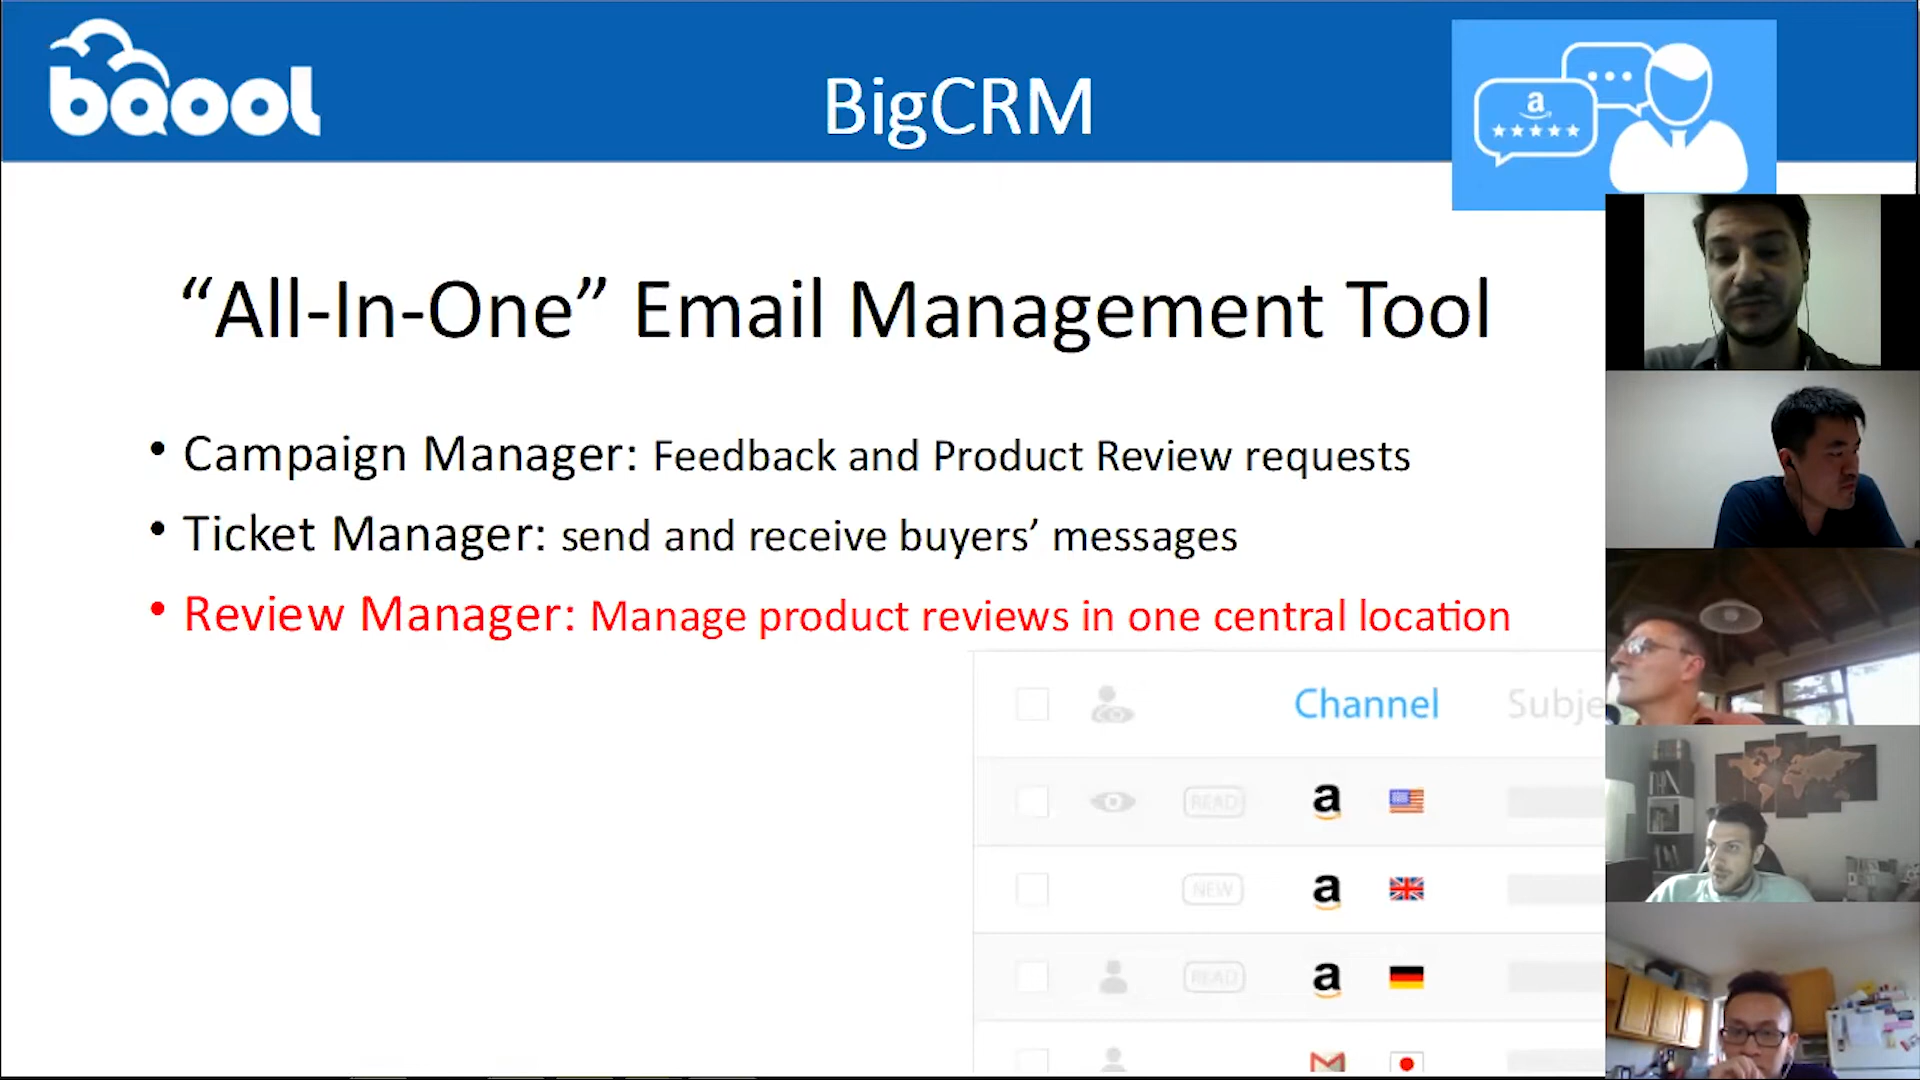 bqool
BigCRM
a
“All-In-One” Email Management Tool
• Campaign Manager: Feedback and Product Review requests
• Ticket Manager: send and receive buyers’ messages
• Review Manager: Manage product reviews in one central location
Channel Subje
READ a
NEW a
READ a